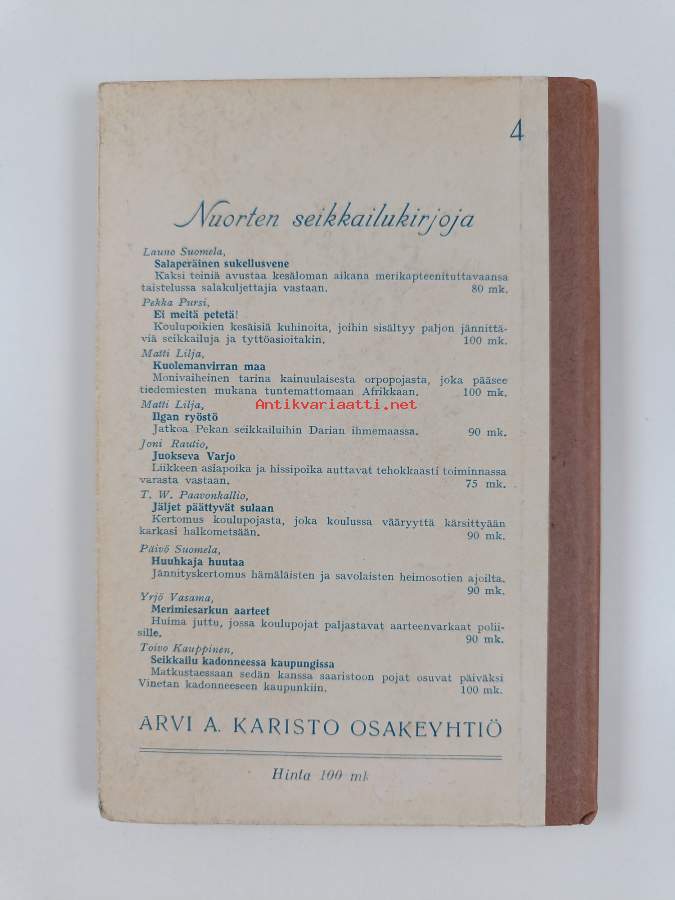 4
Nuorten seikkailukirjoja
Launo Suomela,
Salaperäinen sukellusvene
Kaksi teiniä avustaa kesäloman aikana merikapteenituttavaansa
taistelussa salakuljettajia vastaan. 80 mk.
Pekka Pursi,
Ei meitä petetä!
Koulupoikien kesäisiä kuhinoita, joihin sisältyy paljon jännittä-
viä seikkailuja ja tyttöasioitakin. 100 mk.
Matti Lilja,
Kuolemanvirran maa
Monivaiheinen tarina kainuulaisesta orpopojasta, joka pääsee
tiedemiesten mukana tuntemattomaan Afrikkaan. 100 mk.
Antikvariaatti.net
Matti Lilja,
Ilgan ryöstö
Jatkoa Pekan seikkailuihin Darian ihmemaassa. 90 mk.
Joni Rautio,
Juokseva Varjo
Liikkeen asiapoika ja hissipoika auttavat tehokkaasti toiminnassa
varasta vastaan. 75 mk.
T. W. Paavonkallio,
Jäljet päättyvät sulaan
Kertomus koulupojasta, joka koulussa vääryyttä kärsittyään
karkasi halkometsään. 90 mk.
Päiviö Suomela,
Huuhkaja huutaa
Jännityskertomus hämäläisten ja savolaisten heimosotien ajoilta.
90 mk.
Yrjö Vasama,
Merimiesarkun aarteet
Huima juttu, jossa koulupojat paljastavat aarteenvarkaat polii-
sille. 90 mk.
Toivo Kauppinen,
Seikkailu kadonneessa kaupungissa
Matkustaessaan sedän kanssa saaristoon pojat osuvat päiväksi
Vinetan kadonneeseen kaupunkiin. 100 mk.
ARVI A. KARISTO OSAKEYHTIÖ
Hinta 100 mk